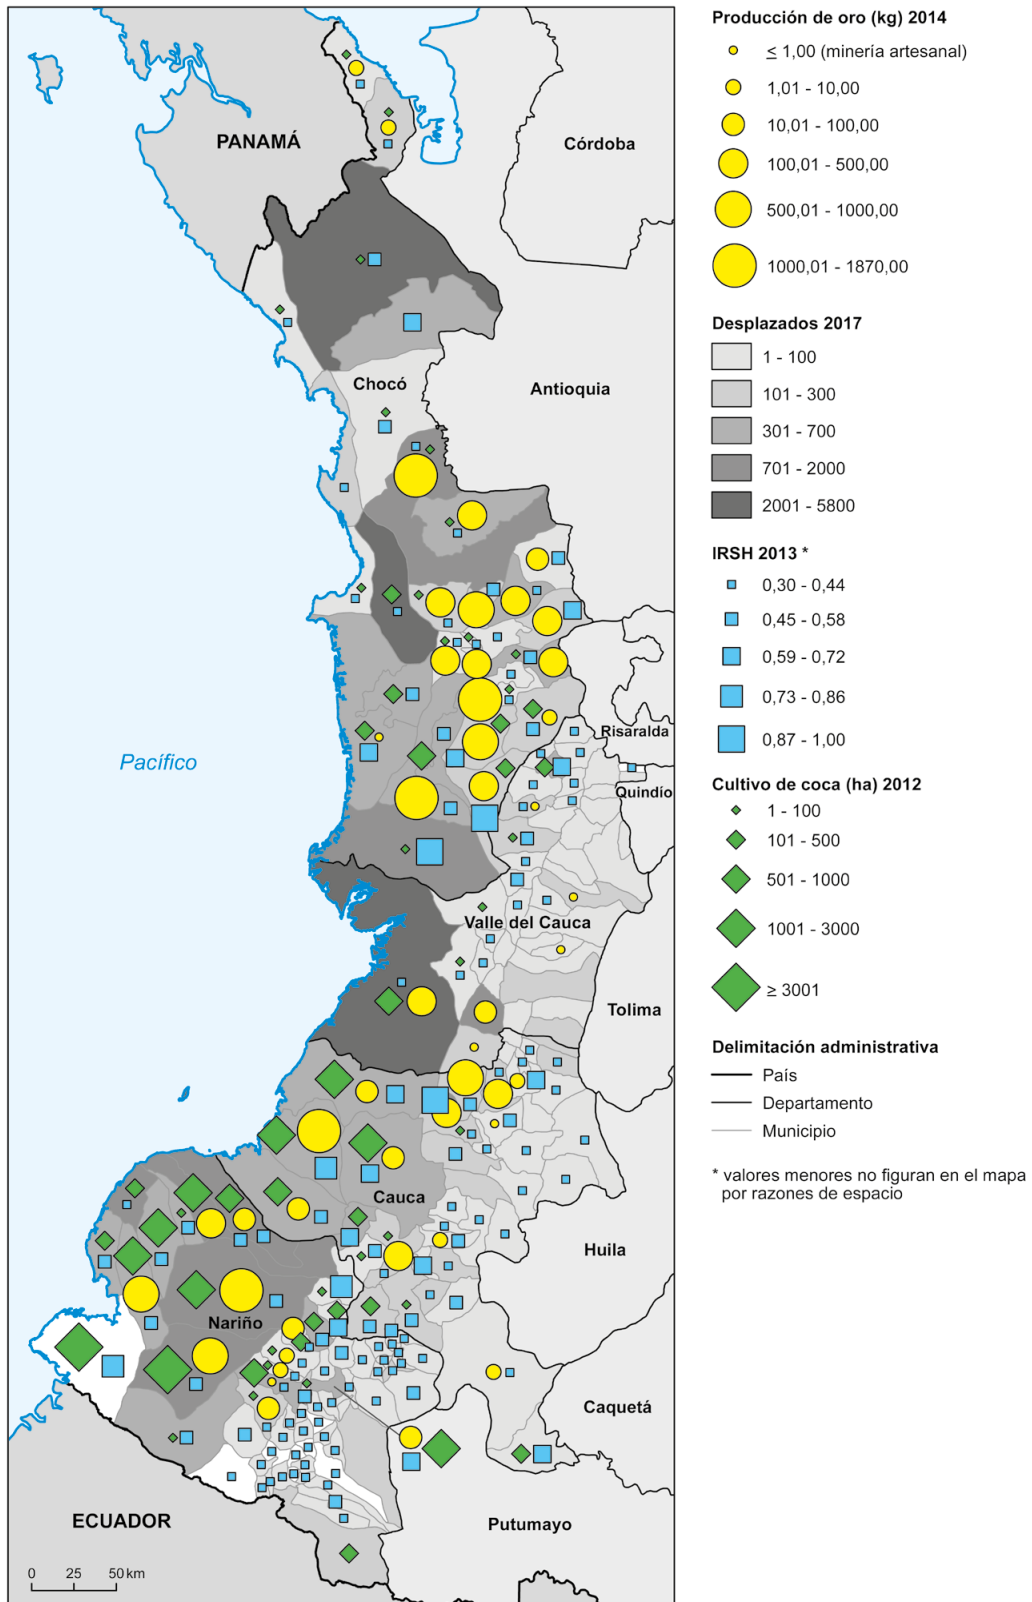 PANAMÁ
Córdoba
Chocó
Antioquia
Risaralda
Pacífico
Quindío
Valle del Cauca
Tolima
Cauca
Huila
Nariño
Caquetá
ECUADOR
Putumayo
0 25 50 km
Producción de oro (kg) 2014
≤ 1,00 (minería artesanal)
1,01 - 10,00
10,01 - 100,00
100,01 - 500,00
500,01 - 1000,00
1000,01 - 1870,00
Desplazados 2017
1 - 100
101 - 300
301 - 700
701 - 2000
2001 - 5800
IRSH 2013 *
0,30 - 0,44
0,45 - 0,58
0,59 - 0,72
0,73 - 0,86
0,87 - 1,00
Cultivo de coca (ha) 2012
1 - 100
101 - 500
501 - 1000
1001 - 3000
≥ 3001
Delimitación administrativa
País
Departamento
Municipio
* valores menores no figuran en el mapa
por razones de espacio